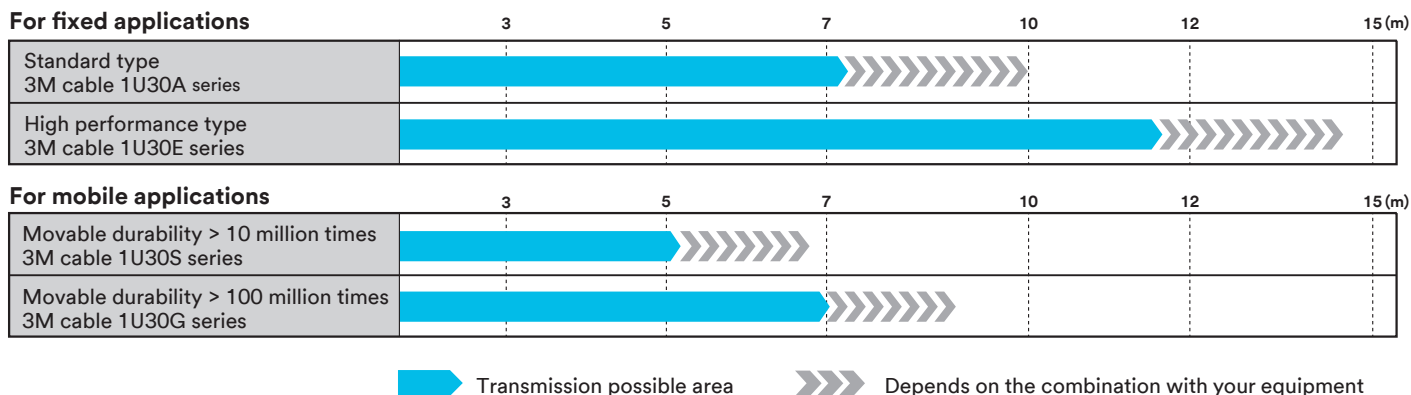 For fixed applications
3 5 7 10 12 15 (m)
Standard type
3M cable 1U30A series
High performance type
3M cable 1U30E series
For mobile applications
3 5 7 10 12 15 (m)
Movable durability > 10 million times
3M cable 1U30S series
Movable durability > 100 million times
3M cable 1U30G series
Transmission possible area
Depends on the combination with your equipment